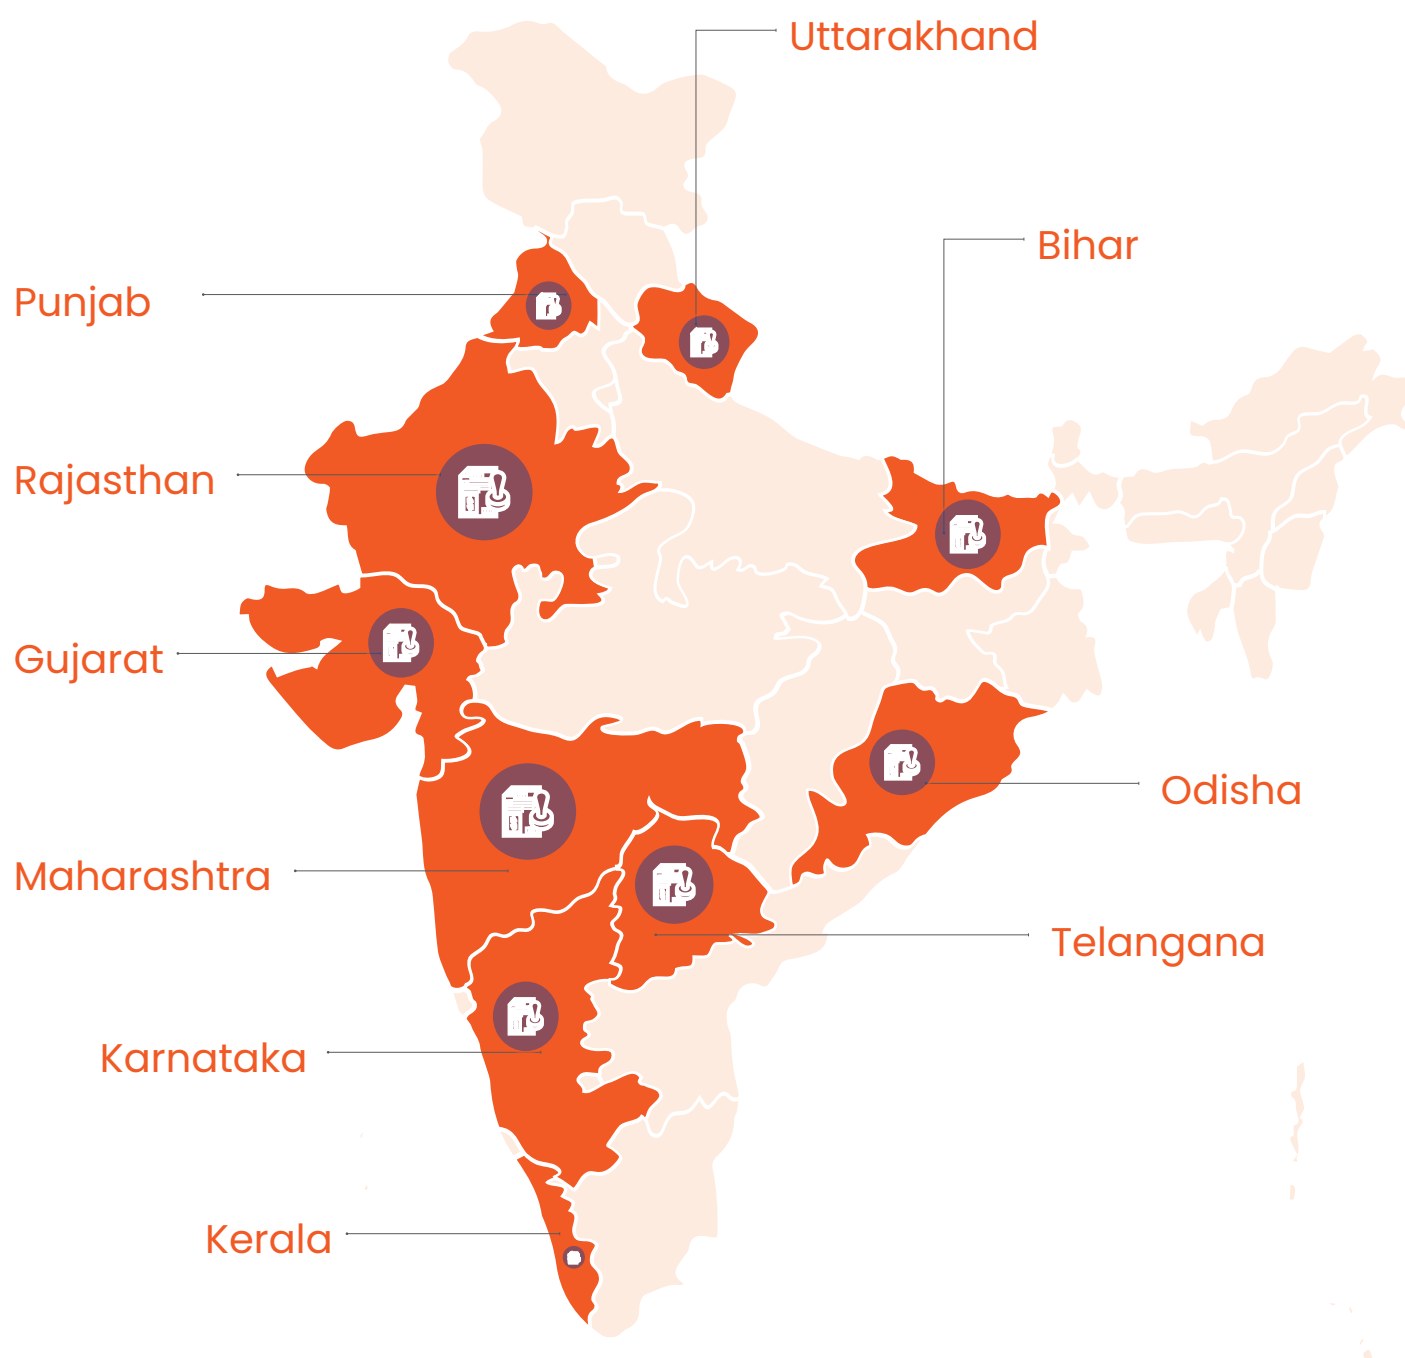 Uttarakhand
Bihar
Punjab
Rajasthan
Gujarat
Odisha
Maharashtra
Telangana
Karnataka
Kerala